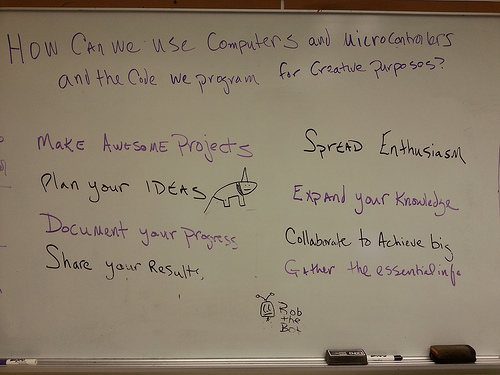 How Can we use Computers and Microcontrollers
and the Code we program for Creative Purposes?
Make Awesome Projects
Plan your IDEAS
Document your Progress
Share your Results,
Spread Enthusiasm
Expand your Knowledge
Collaborate to Achieve big
Gather the essential info
Rob
the
Bot